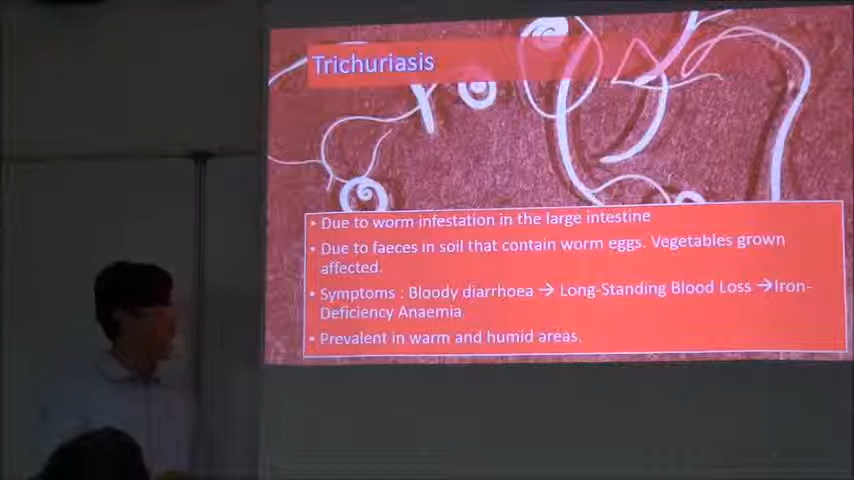 Trichuriasis
• Due to worm infestation in the large intestine
• Due to faeces in soil that contain worm eggs. Vegetables grown
affected.
• Symptoms : Bloody diarrhoea → Long-Standing Blood Loss →Iron-
Deficiency Anaemia.
• Prevalent in warm and humid areas.